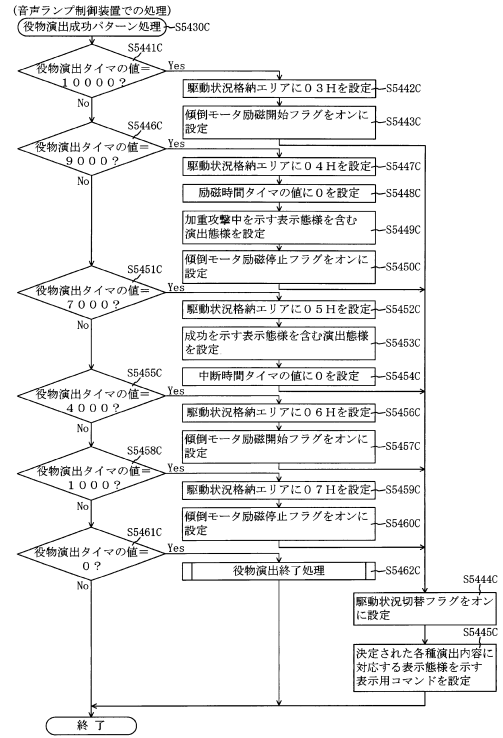 (音声ランプ制御装置での処理)
役物演出成功パターン処理
S5430C
S5441C
役物演出タイマの値=
10000?
Yes
No
駆動状況格納エリアに03Hを設定
S5442C
傾倒モータ励磁開始フラグをオンに
設定
S5443C
S5446C
役物演出タイマの値=
9000?
Yes
No
駆動状況格納エリアに04Hを設定
S5447C
励磁時間タイマの値に0を設定
S5448C
加重攻撃中を示す表示態様を含む
演出態様を設定
S5449C
傾倒モータ励磁停止フラグをオンに
設定
S5450C
S5451C
役物演出タイマの値=
7000?
Yes
No
駆動状況格納エリアに05Hを設定
S5452C
成功を示す表示態様を含む演出態様
を設定
S5453C
中断時間タイマの値に0を設定
S5454C
S5455C
役物演出タイマの値=
4000?
Yes
No
駆動状況格納エリアに06Hを設定
S5456C
傾倒モータ励磁開始フラグをオンに
設定
S5457C
S5458C
役物演出タイマの値=
1000?
Yes
No
駆動状況格納エリアに07Hを設定
S5459C
傾倒モータ励磁停止フラグをオンに
設定
S5460C
S5461C
役物演出タイマの値=
0?
Yes
No
役物演出終了処理
S5462C
S5444C
駆動状況切替フラグをオン
に設定
S5445C
決定された各種演出内容に
対応する表示態様を示す
表示用コマンドを設定
終了